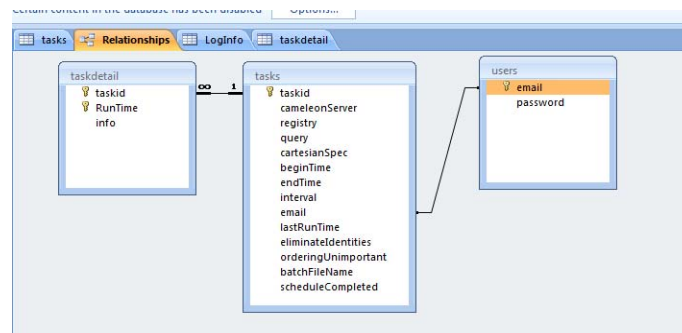 Certain content in the database has been disabled Options...
tasks Relationships LogInfo taskdetail
taskdetail
taskid
RunTime
info
∞ 1
tasks
taskid
cameleonServer
registry
query
cartesianSpec
beginTime
endTime
interval
email
lastRunTime
eliminateIdentities
orderingUnimportant
batchFileName
scheduleCompleted
users
email
password